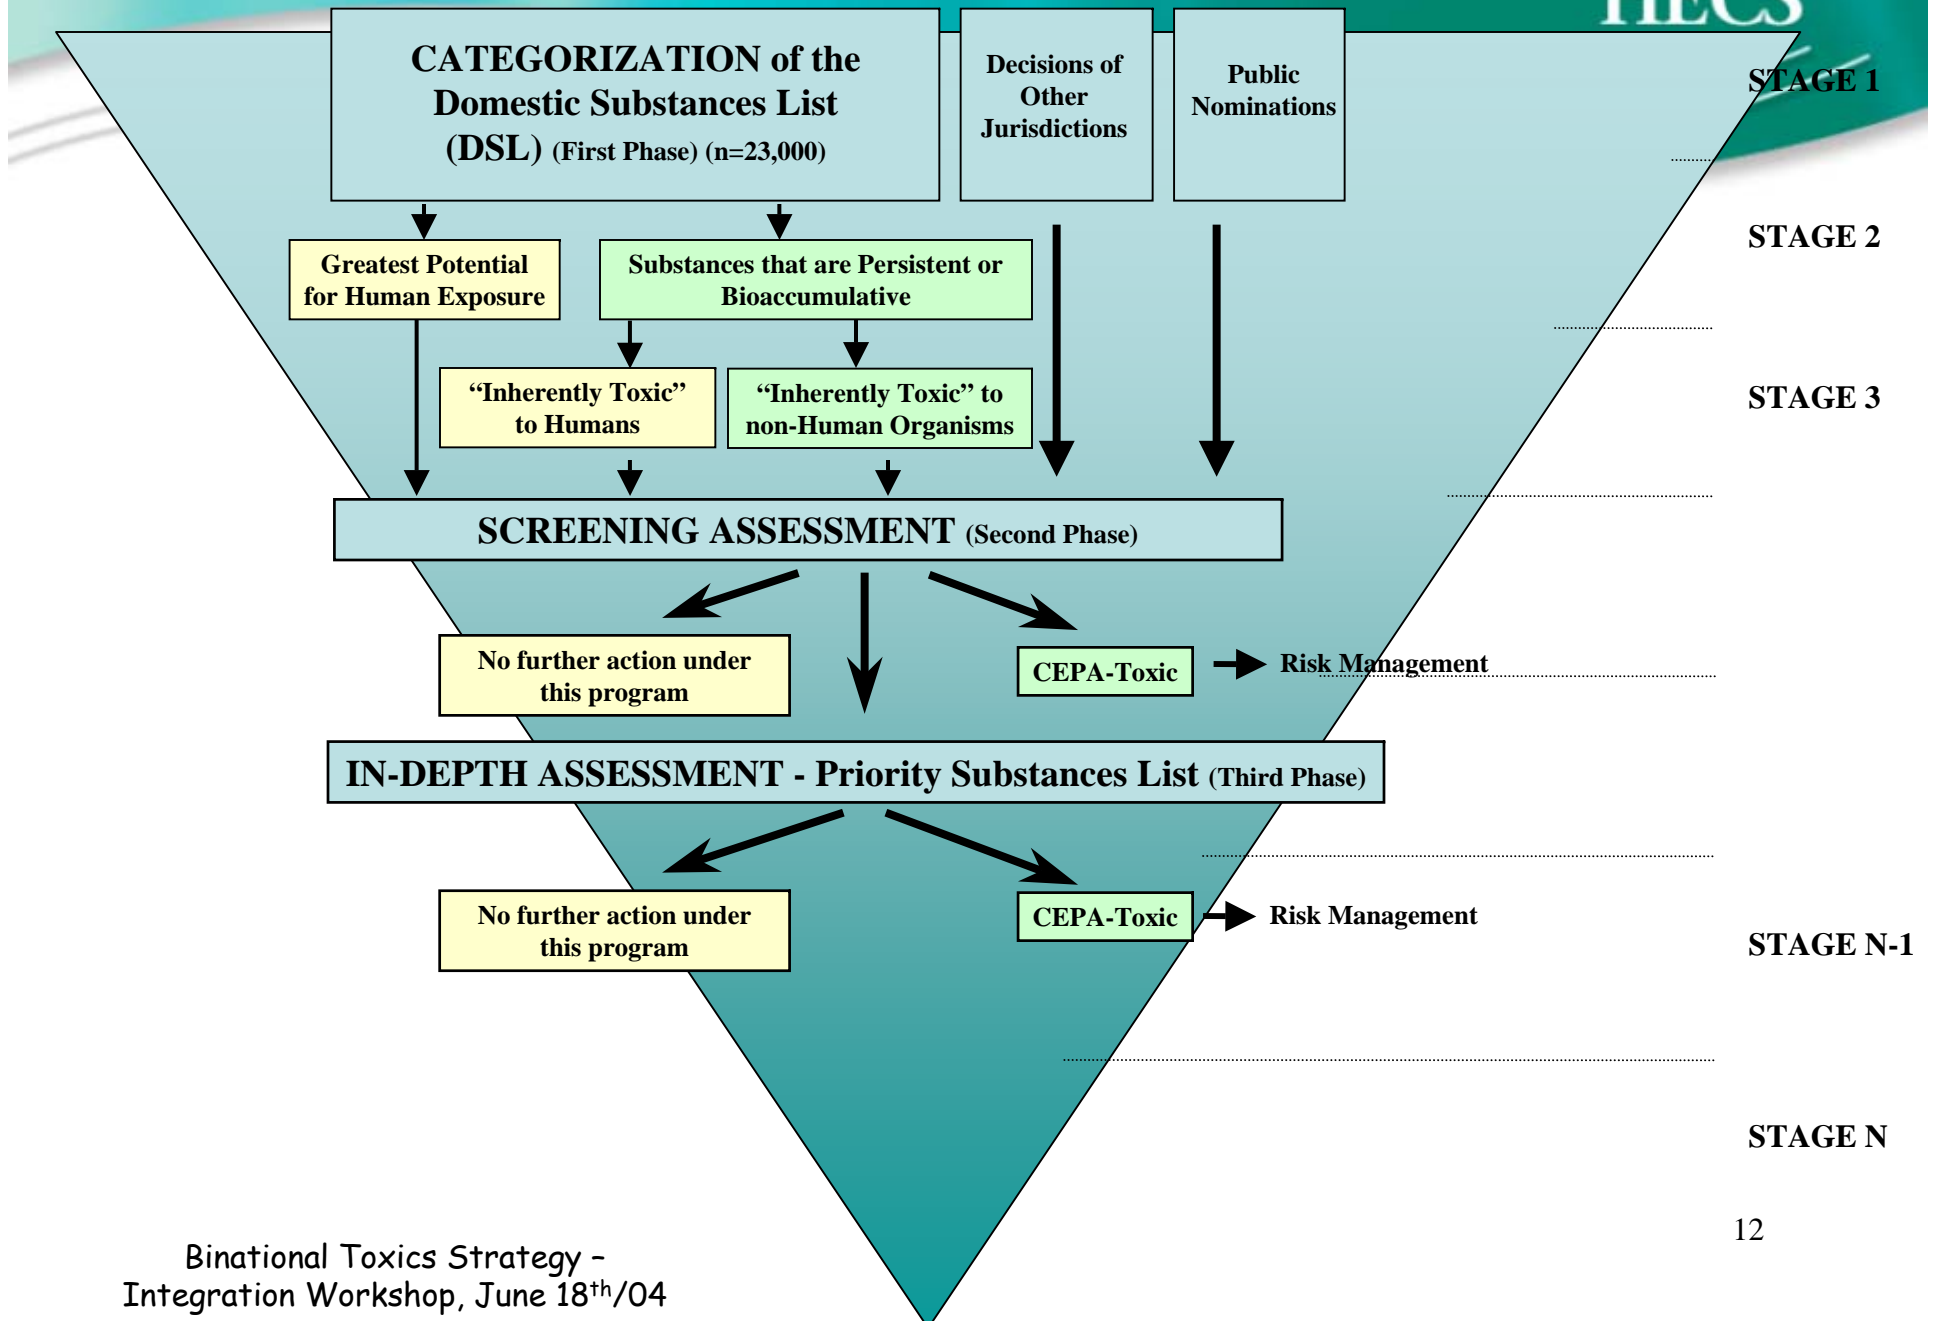 HECS
CATEGORIZATION of the
Domestic Substances List
(DSL) (First Phase) (n=23,000)
Decisions of
Other
Jurisdictions
Public
Nominations
STAGE 1
STAGE 2
Greatest Potential
for Human Exposure
Substances that are Persistent or
Bioaccumulative
STAGE 3
“Inherently Toxic”
to Humans
“Inherently Toxic” to
non-Human Organisms
SCREENING ASSESSMENT (Second Phase)
No further action under
this program
CEPA-Toxic
Risk Management
IN-DEPTH ASSESSMENT - Priority Substances List (Third Phase)
No further action under
this program
CEPA-Toxic
Risk Management
STAGE N-1
STAGE N
12
Binational Toxics Strategy –
Integration Workshop, June 18th/04